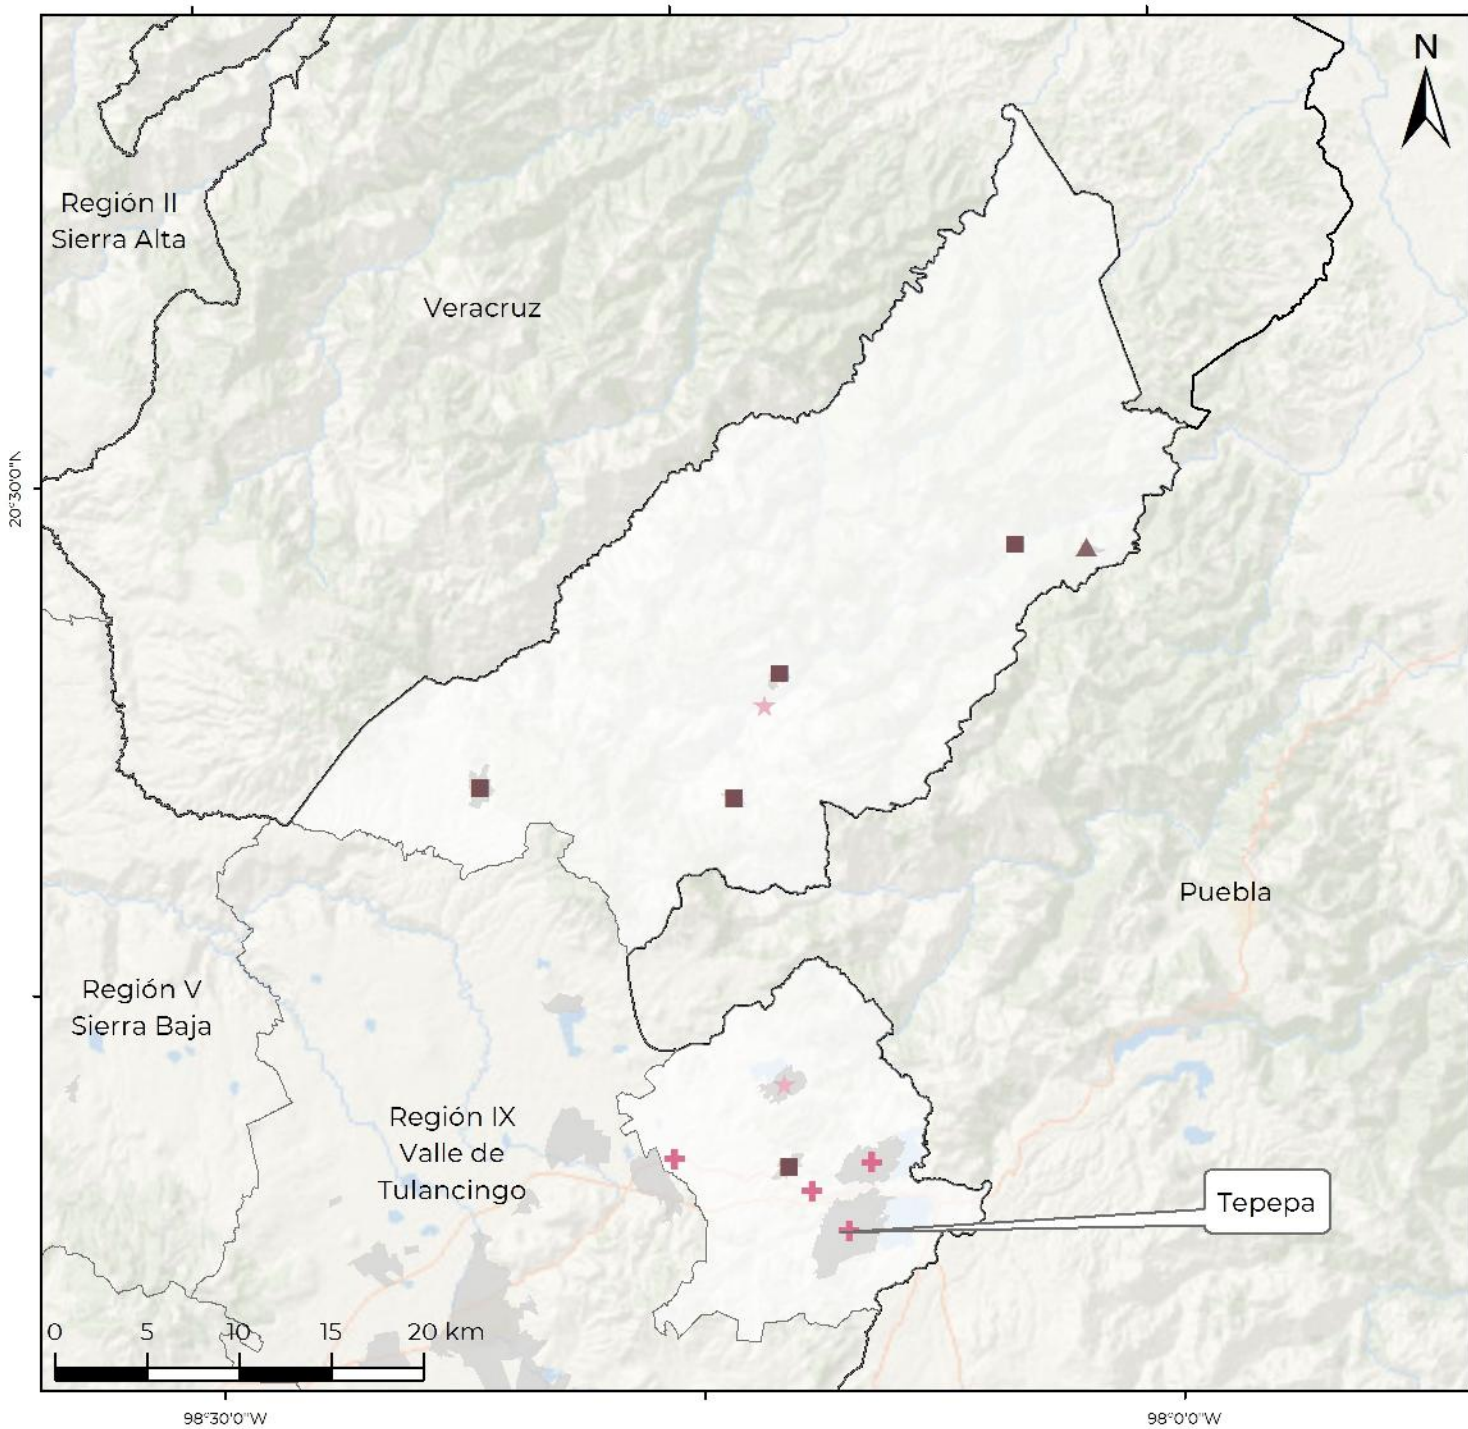 N
Región II
Sierra Alta
Veracruz
20°30'0"N
Puebla
Región V
Sierra Baja
Región IX
Valle de
Tulancingo
Tepepa
0 5 10 15 20 km
98°30'0"W 98°0'0"W